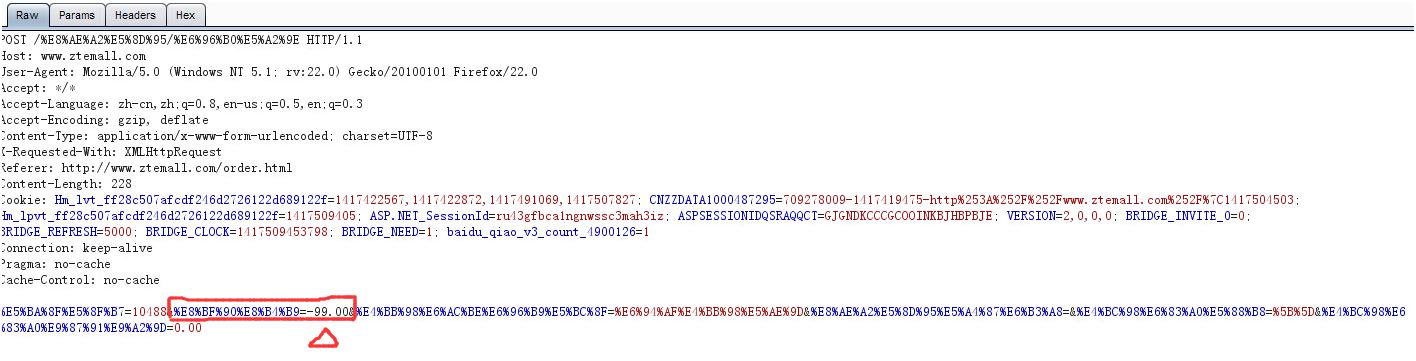 Raw Params Headers Hex
POST /%E8%AE%A2%E5%8D%95/%E6%96%B0%E5%A2%9E HTTP/1.1
Host: www.ztemall.com
User-Agent: Mozilla/5.0 (Windows NT 5.1; rv:22.0) Gecko/20100101 Firefox/22.0
Accept: */*
Accept-Language: zh-cn,zh;q=0.8,en-us;q=0.5,en;q=0.3
Accept-Encoding: gzip, deflate
Content-Type: application/x-www-form-urlencoded; charset=UTF-8
X-Requested-With: XMLHttpRequest
Referer: http://www.ztemall.com/order.html
Content-Length: 228
Cookie: Hm_lvt_ff28c507afcdf246d2726122d689122f=1417422567,1417422872,1417491069,1417507827; CNZZDATA1000487295=709278009-1417419475-http%253A%252F%252Fwww.ztemall.com%252F%7C1417504503;
Hm_lpvt_ff28c507afcdf246d2726122d689122f=1417509405; ASP.NET_SessionId=ru43gfbca1ngnwssc3mah3iz; ASPSESSIONIDQSRAQQCT=GJGNDKCCCGCOOINKBJHBPBJE; VERSION=2,0,0,0; BRIDGE_INVITE_0=0;
BRIDGE_REFRESH=5000; BRIDGE_CLOCK=1417509453798; BRIDGE_NEED=1; baidu_qiao_v3_count_4900126=1
Connection: keep-alive
Pragma: no-cache
Cache-Control: no-cache
%E5%BA%8F%E5%8F%B7=10488&%E8%BF%90%E8%B4%B9=-99.00&%E4%BB%98%E6%AC%BE%E6%96%B9%E5%BC%8F=%E6%94%AF%E4%BB%98%E5%AE%9D&%E8%AE%A2%E5%8D%95%E5%A4%87%E6%B3%A8=&%E4%BC%98%E6%83%A0%E5%88%B8=%5B%5D&%E4%BC%98%E6
%83%A0%E9%87%91%E9%A2%9D=0.00